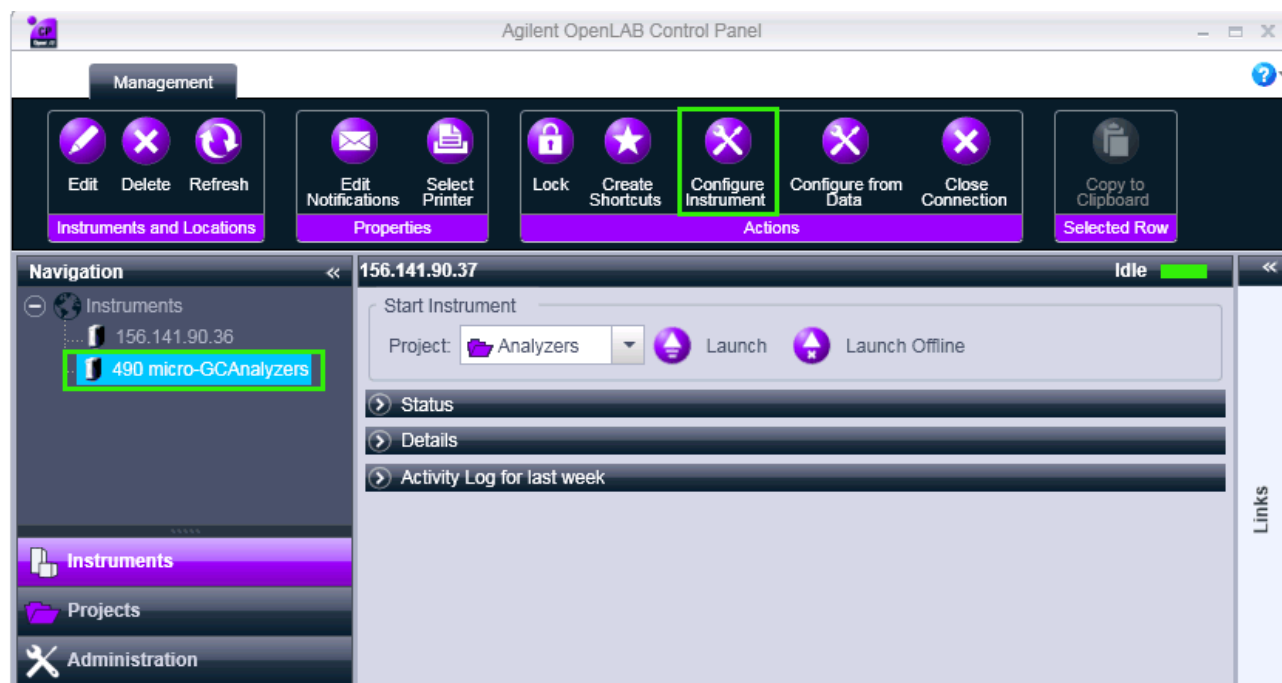 Agilent OpenLAB Control Panel
Management
Edit
Delete
Refresh
Edit
Notifications
Select
Printer
Lock
Create
Shortcuts
Configure
Instrument
Configure from
Data
Close
Connection
Copy to
Clipboard
Instruments and Locations
Properties
Actions
Selected Row
Navigation
156.141.90.37
Idle
Instruments
156.141.90.36
490 micro-GCAnalyzers
Start Instrument
Project:
Analyzers
Launch
Launch Offline
Status
Details
Activity Log for last week
Links
Instruments
Projects
Administration